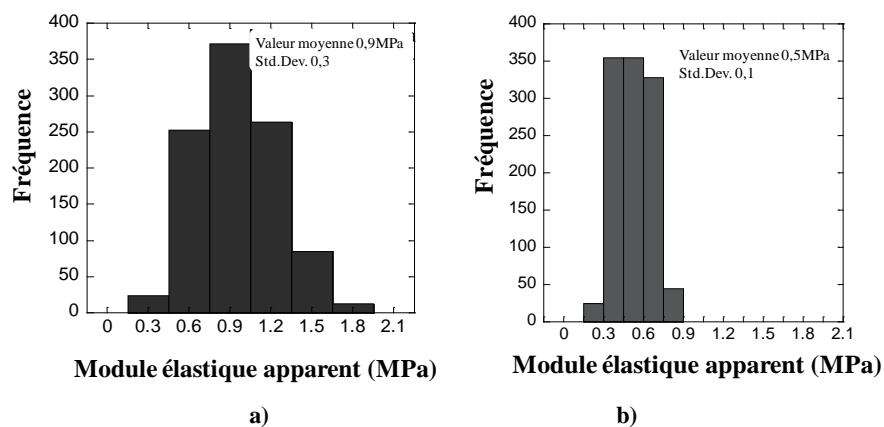 400
350
300
250
200
150
100
50
0
Fréquence
Valeur moyenne 0,9MPa
Std.Dev. 0,3
0 0.3 0.6 0.9 1.2 1.5 1.8 2.1
Module élastique apparent (MPa)
a)
400
350
300
250
200
150
100
50
0
Fréquence
Valeur moyenne 0,5MPa
Std.Dev. 0,1
0 0.3 0.6 0.9 1.2 1.5 1.8 2.1
Module élastique apparent (MPa)
b)